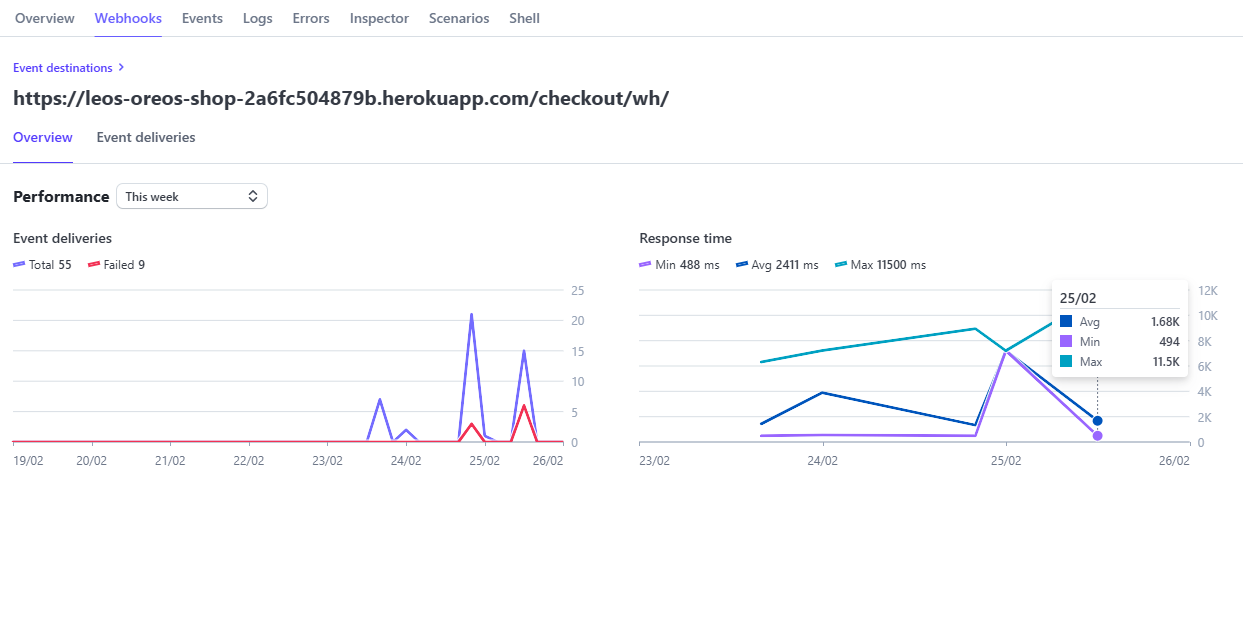 Overview Webhooks Events Logs Errors Inspector Scenarios Shell
Event destinations
https://leos-oreos-shop-2a6fc504879b.herokuapp.com/checkout/wh/
Overview Event deliveries
Performance This week
Event deliveries
Total 55 Failed 9
25
20
15
10
5
0
19/02 20/02 21/02 22/02 23/02 24/02 25/02 26/02
Response time
Min 488 ms Avg 2411 ms Max 11500 ms
12K
10K
8K
6K
4K
2K
0
25/02
Avg 1.68K
Min 494
Max 11.5K
23/02 24/02 25/02 26/02